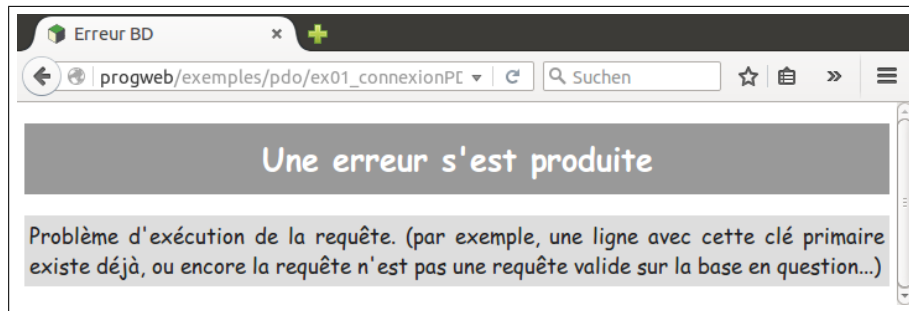 Erreur BD
progweb/exemples/pdo/ex01_connexionPD
Suchen
Une erreur s'est produite
Problème d'exécution de la requête. (par exemple, une ligne avec cette clé primaire
existe déjà, ou encore la requête n'est pas une requête valide sur la base en question...)